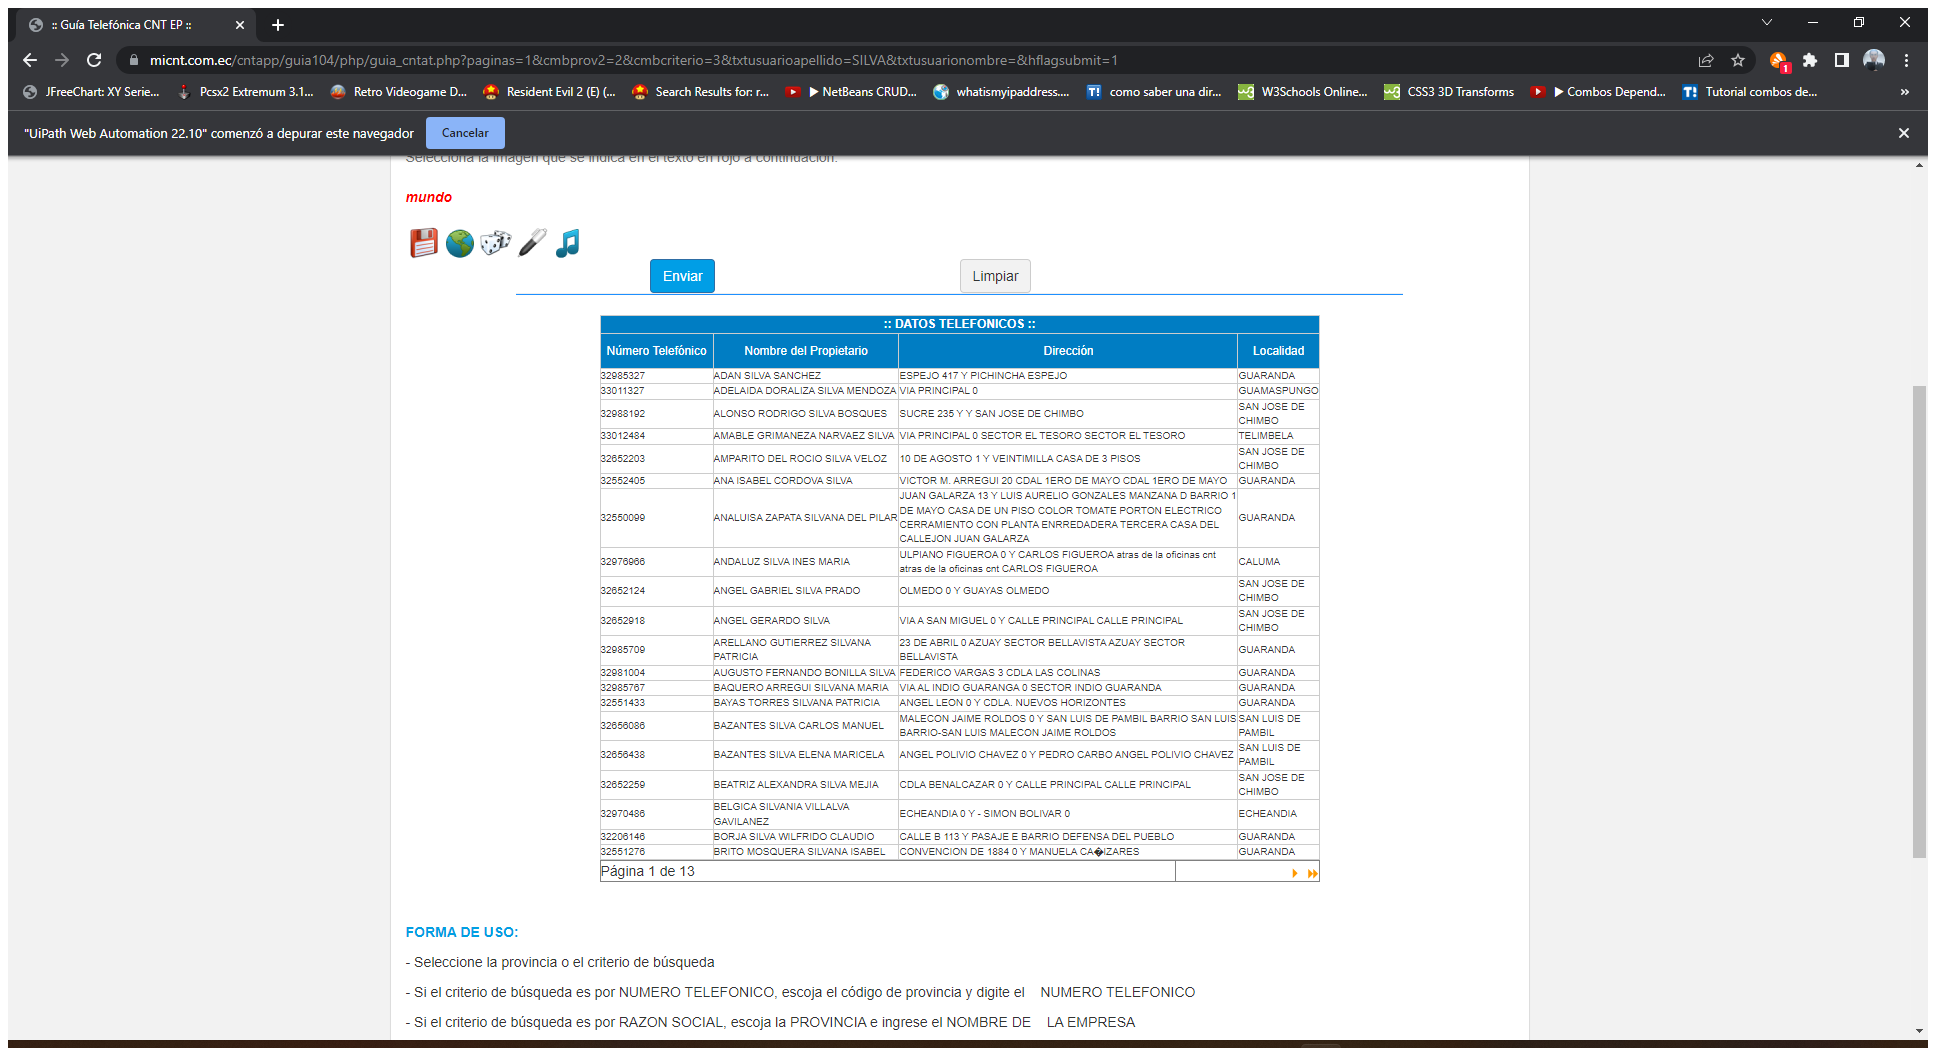 :: Guía Telefónica CNT EP ::
micnt.com.ec/cntapp/guia104/php/guia_cntat.php?paginas=1&cmbprov2=2&cmbcriterio=3&txtusuarioapellido=SILVA&txtusuarionombre=&hflagsubmit=1
1
JFreeChart: XY Serie... Pcsx2 Extremum 3.1... Retro Videogame D... Resident Evil 2 (E) (... Search Results for: r... ▶ NetBeans CRUD... whatismyipaddress.... T! como saber una dir... W3Schools Online... CSS3 3D Transforms ▶ Combos Depend... T! Tutorial combos de... »
"UiPath Web Automation 22.10" comenzó a depurar este navegador Cancelar
Selecciona la imagen que se indica en el texto en rojo a continuación.
mundo
Enviar Limpiar
:: DATOS TELEFONICOS ::
Número Telefónico Nombre del Propietario Dirección Localidad
32985327 ADAN SILVA SANCHEZ ESPEJO 417 Y PICHINCHA ESPEJO GUARANDA
33011327 ADELAIDA DORALIZA SILVA MENDOZA VIA PRINCIPAL 0 GUAMASPUNGO
32988192 ALONSO RODRIGO SILVA BOSQUES SUCRE 235 Y Y SAN JOSE DE CHIMBO SAN JOSE DE
CHIMBO
33012484 AMABLE GRIMANEZA NARVAEZ SILVA VIA PRINCIPAL 0 SECTOR EL TESORO SECTOR EL TESORO TELIMBELA
32652203 AMPARITO DEL ROCIO SILVA VELOZ 10 DE AGOSTO 1 Y VEINTIMILLA CASA DE 3 PISOS SAN JOSE DE
CHIMBO
32552405 ANA ISABEL CORDOVA SILVA VICTOR M. ARREGUI 20 CDAL 1ERO DE MAYO CDAL 1ERO DE MAYO GUARANDA
32550099 ANALUISA ZAPATA SILVANA DEL PILAR JUAN GALARZA 13 Y LUIS AURELIO GONZALES MANZANA D BARRIO 1
DE MAYO CASA DE UN PISO COLOR TOMATE PORTON ELECTRICO
CERRAMIENTO CON PLANTA ENRREDADERA TERCERA CASA DEL
CALLEJON JUAN GALARZA GUARANDA
32976966 ANDALUZ SILVA INES MARIA ULPIANO FIGUEROA 0 Y CARLOS FIGUEROA atras de la oficinas cnt
atras de la oficinas cnt CARLOS FIGUEROA CALUMA
32652124 ANGEL GABRIEL SILVA PRADO OLMEDO 0 Y GUAYAS OLMEDO SAN JOSE DE
CHIMBO
32652918 ANGEL GERARDO SILVA VIA A SAN MIGUEL 0 Y CALLE PRINCIPAL CALLE PRINCIPAL SAN JOSE DE
CHIMBO
32985709 ARELLANO GUTIERREZ SILVANA
PATRICIA 23 DE ABRIL 0 AZUAY SECTOR BELLAVISTA AZUAY SECTOR
BELLAVISTA GUARANDA
32981004 AUGUSTO FERNANDO BONILLA SILVA FEDERICO VARGAS 3 CDLA LAS COLINAS GUARANDA
32985767 BAQUERO ARREGUI SILVANA MARIA VIA AL INDIO GUARANGA 0 SECTOR INDIO GUARANDA GUARANDA
32551433 BAYAS TORRES SILVANA PATRICIA ANGEL LEON 0 Y CDLA. NUEVOS HORIZONTES GUARANDA
32656086 BAZANTES SILVA CARLOS MANUEL MALECON JAIME ROLDOS 0 Y SAN LUIS DE PAMBIL BARRIO SAN LUIS
BARRIO-SAN LUIS MALECON JAIME ROLDOS SAN LUIS DE
PAMBIL
32656438 BAZANTES SILVA ELENA MARICELA ANGEL POLIVIO CHAVEZ 0 Y PEDRO CARBO ANGEL POLIVIO CHAVEZ SAN LUIS DE
PAMBIL
32652259 BEATRIZ ALEXANDRA SILVA MEJIA CDLA BENALCAZAR 0 Y CALLE PRINCIPAL CALLE PRINCIPAL SAN JOSE DE
CHIMBO
32970486 BELGICA SILVANIA VILLALVA
GAVILANEZ ECHEANDIA 0 Y - SIMON BOLIVAR 0 ECHEANDIA
32206146 BORJA SILVA WILFRIDO CLAUDIO CALLE B 113 Y PASAJE E BARRIO DEFENSA DEL PUEBLO GUARANDA
32551276 BRITO MOSQUERA SILVANA ISABEL CONVENCION DE 1884 0 Y MANUELA CA�IZARES GUARANDA
Página 1 de 13
FORMA DE USO:
- Seleccione la provincia o el criterio de búsqueda
- Si el criterio de búsqueda es por NUMERO TELEFONICO, escoja el código de provincia y digite el NUMERO TELEFONICO
- Si el criterio de búsqueda es por RAZON SOCIAL, escoja la PROVINCIA e ingrese el NOMBRE DE LA EMPRESA